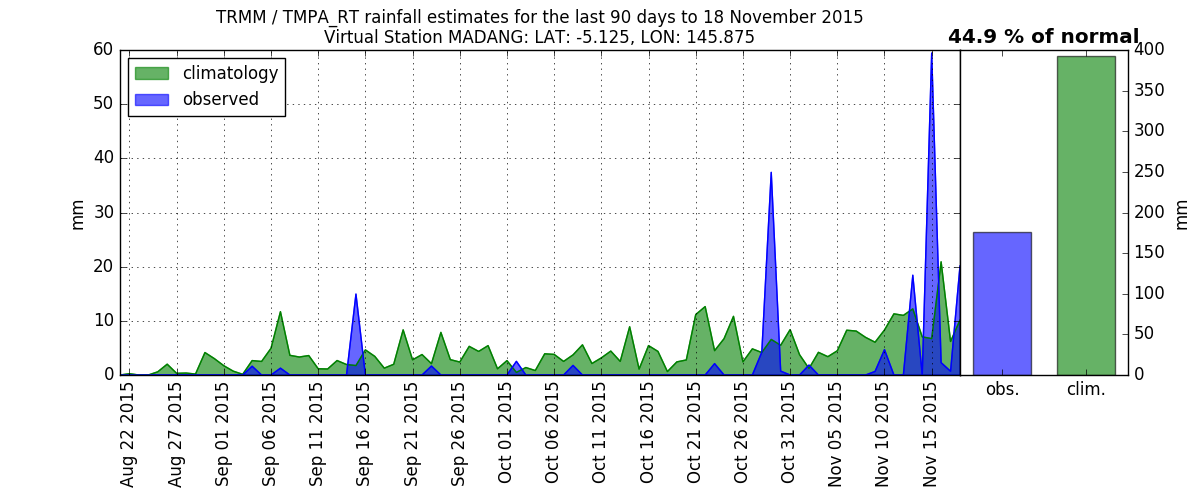 TRMM / TMPA_RT rainfall estimates for the last 90 days to 18 November 2015
Virtual Station MADANG: LAT: -5.125, LON: 145.875
44.9 % of normal
climatology
observed
60
50
40
30
20
10
0
mm
Aug 22 2015
Aug 27 2015
Sep 01 2015
Sep 06 2015
Sep 11 2015
Sep 16 2015
Sep 21 2015
Sep 26 2015
Oct 01 2015
Oct 06 2015
Oct 11 2015
Oct 16 2015
Oct 21 2015
Oct 26 2015
Oct 31 2015
Nov 05 2015
Nov 10 2015
Nov 15 2015
obs.
clim.
400
350
300
250
200
150
100
50
0
mm